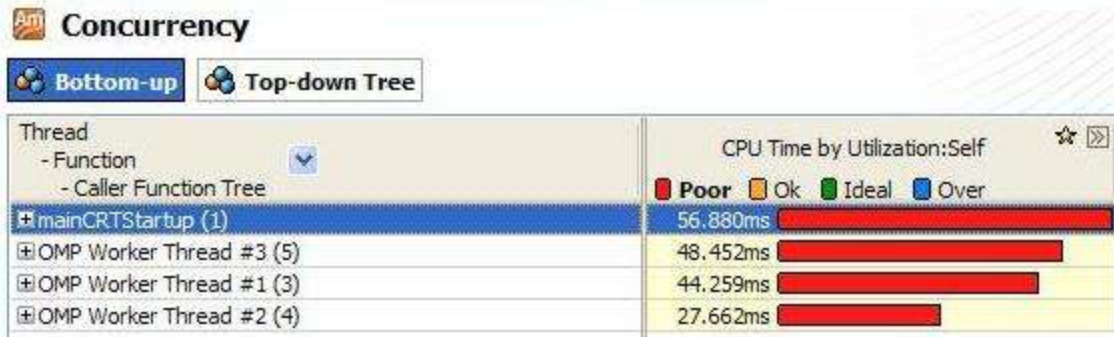 Am Concurrency
Bottom-up Top-down Tree
Thread
- Function
- Caller Function Tree
CPU Time by Utilization:Self
Poor Ok Ideal Over
mainCRTStartup (1) 56.880ms
OMP Worker Thread #3 (5) 48.452ms
OMP Worker Thread #1 (3) 44.259ms
OMP Worker Thread #2 (4) 27.662ms